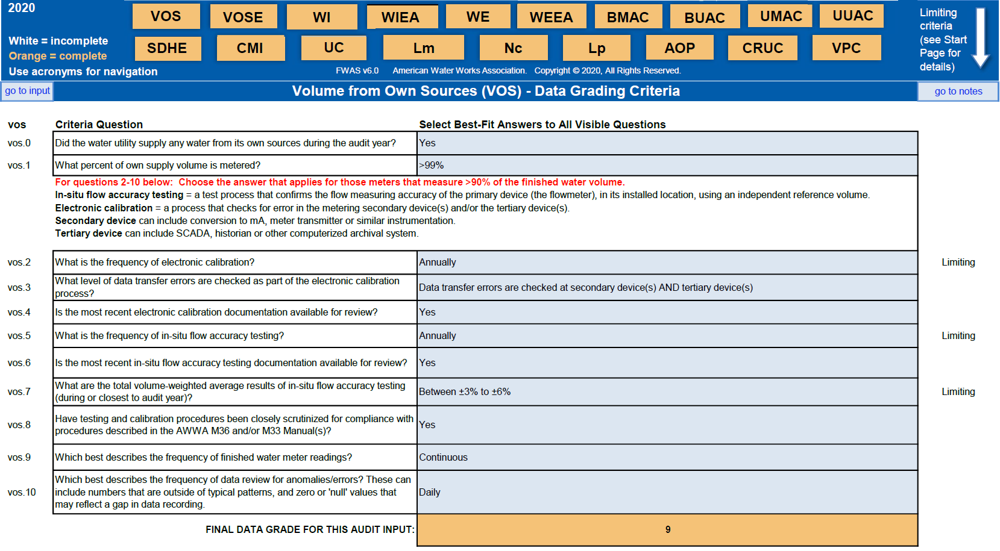 2020
VOS VOSE WI WIEA WE WEEA BMAC BUAC UMAC UUAC
White = incomplete
Orange = complete
Use acronyms for navigation
SDHE CMI UC Lm Nc Lp AOP CRUC VPC
Limiting
criteria
(see Start
Page for
details)
FWAS v6.0 American Water Works Association. Copyright © 2020, All Rights Reserved.
go to input
Volume from Own Sources (VOS) - Data Grading Criteria
go to notes
vos Criteria Question Select Best-Fit Answers to All Visible Questions
vos.0 Did the water utility supply any water from its own sources during the audit year? Yes
vos.1 What percent of own supply volume is metered? >99%
For questions 2-10 below: Choose the answer that applies for those meters that measure >90% of the finished water volume.
In-situ flow accuracy testing = a test process that confirms the flow measuring accuracy of the primary device (the flowmeter), in its installed location, using an independent reference volume.
Electronic calibration = a process that checks for error in the metering secondary device(s) and/or the tertiary device(s).
Secondary device can include conversion to mA, meter transmitter or similar instrumentation.
Tertiary device can include SCADA, historian or other computerized archival system.
vos.2 What is the frequency of electronic calibration? Annually Limiting
vos.3 What level of data transfer errors are checked as part of the electronic calibration
process? Data transfer errors are checked at secondary device(s) AND tertiary device(s)
vos.4 Is the most recent electronic calibration documentation available for review? Yes
vos.5 What is the frequency of in-situ flow accuracy testing? Annually Limiting
vos.6 Is the most recent in-situ flow accuracy testing documentation available for review? Yes
vos.7 What are the total volume-weighted average results of in-situ flow accuracy testing
(during or closest to audit year)? Between ±3% to ±6% Limiting
vos.8 Have testing and calibration procedures been closely scrutinized for compliance with
procedures described in the AWWA M36 and/or M33 Manual(s)? Yes
vos.9 Which best describes the frequency of finished water meter readings? Continuous
vos.10 Which best describes the frequency of data review for anomalies/errors? These can
include numbers that are outside of typical patterns, and zero or 'null' values that
may reflect a gap in data recording. Daily
FINAL DATA GRADE FOR THIS AUDIT INPUT: 9